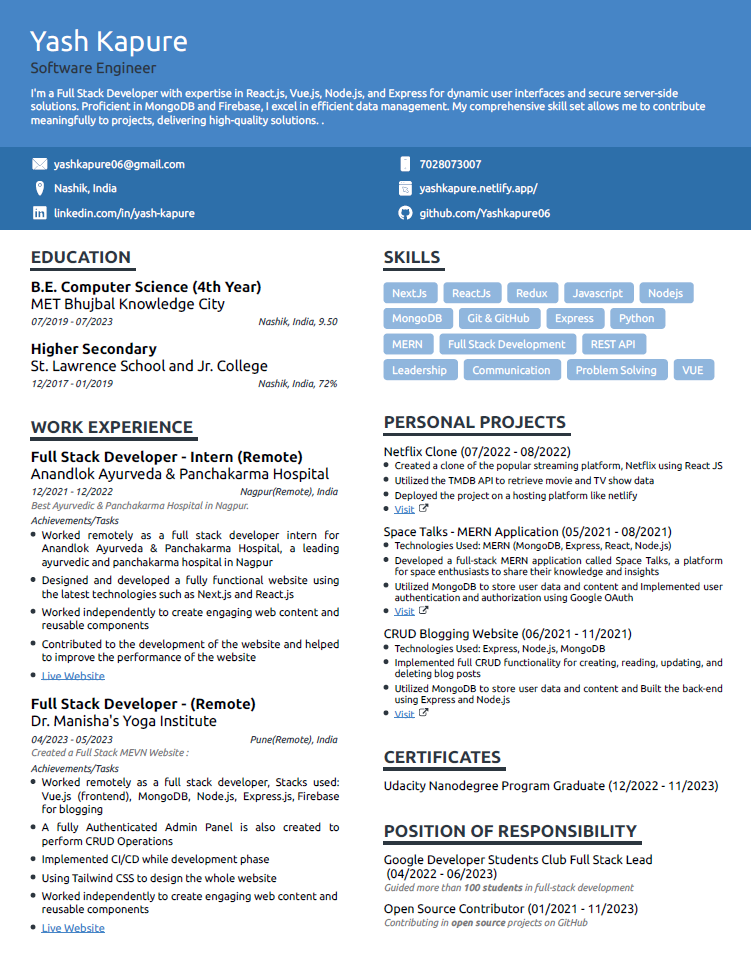 Yash Kapure
Software Engineer
I'm a Full Stack Developer with expertise in React.js, Vue.js, Node.js, and Express for dynamic user interfaces and secure server-side
solutions. Proficient in MongoDB and Firebase, I excel in efficient data management. My comprehensive skill set allows me to contribute
meaningfully to projects, delivering high-quality solutions. .
yashkapure06@gmail.com
7028073007
Nashik, India
yashkapure.netlify.app/
linkedin.com/in/yash-kapure
github.com/Yashkapure06
EDUCATION
B.E. Computer Science (4th Year)
MET Bhujbal Knowledge City
07/2019 - 07/2023 Nashik, India, 9.50
Higher Secondary
St. Lawrence School and Jr. College
12/2017 - 01/2019 Nashik, India, 72%
WORK EXPERIENCE
Full Stack Developer - Intern (Remote)
Anandlok Ayurveda & Panchakarma Hospital
12/2021 - 12/2022 Nagpur(Remote), India
Best Ayurvedic & Panchakarma Hospital in Nagpur.
Achievements/Tasks
Worked remotely as a full stack developer intern for
Anandlok Ayurveda & Panchakarma Hospital, a leading
ayurvedic and panchakarma hospital in Nagpur
Designed and developed a fully functional website using
the latest technologies such as Next.js and React.js
Worked independently to create engaging web content and
reusable components
Contributed to the development of the website and helped
to improve the performance of the website
Live Website
Full Stack Developer - (Remote)
Dr. Manisha's Yoga Institute
04/2023 - 05/2023 Pune(Remote), India
Created a Full Stack MEVN Website :
Achievements/Tasks
Worked remotely as a full stack developer, Stacks used:
Vue.js (frontend), MongoDB, Node.js, Express.js, Firebase
for blogging
A fully Authenticated Admin Panel is also created to
perform CRUD Operations
Implemented CI/CD while development phase
Using Tailwind CSS to design the whole website
Worked independently to create engaging web content and
reusable components
Live Website
SKILLS
NextJs ReactJs Redux Javascript Nodejs
MongoDB Git & GitHub Express Python
MERN Full Stack Development REST API
Leadership Communication Problem Solving VUE
PERSONAL PROJECTS
Netflix Clone (07/2022 - 08/2022)
Created a clone of the popular streaming platform, Netflix using React JS
Utilized the TMDB API to retrieve movie and TV show data
Deployed the project on a hosting platform like netlify
Visit
Space Talks - MERN Application (05/2021 - 08/2021)
Technologies Used: MERN (MongoDB, Express, React, Node.js)
Developed a full-stack MERN application called Space Talks, a platform
for space enthusiasts to share their knowledge and insights
Utilized MongoDB to store user data and content and Implemented user
authentication and authorization using Google OAuth
Visit
CRUD Blogging Website (06/2021 - 11/2021)
Technologies Used: Express, Node.js, MongoDB
Implemented full CRUD functionality for creating, reading, updating, and
deleting blog posts
Utilized MongoDB to store user data and content and Built the back-end
using Express and Node.js
Visit
CERTIFICATES
Udacity Nanodegree Program Graduate (12/2022 - 11/2023)
POSITION OF RESPONSIBILITY
Google Developer Students Club Full Stack Lead
(04/2022 - 06/2023)
Guided more than 100 students in full-stack development
Open Source Contributor (01/2021 - 11/2023)
Contributing in open source projects on GitHub